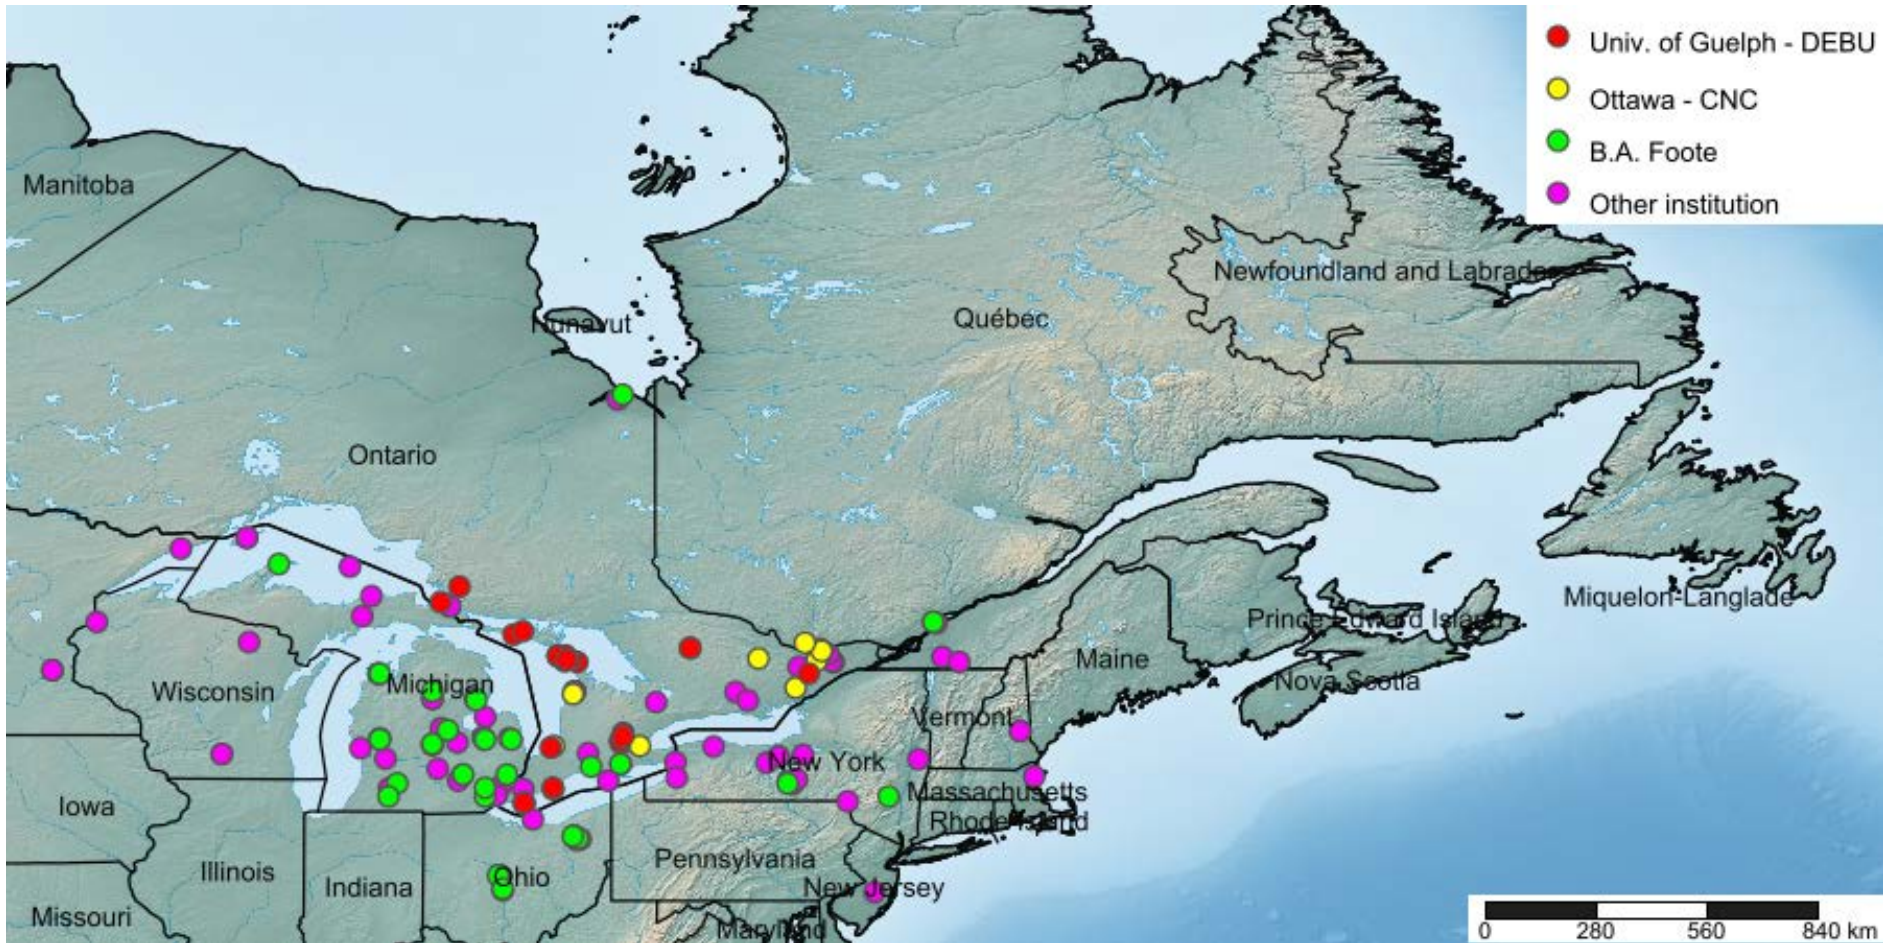 Univ. of Guelph - DEBU
Ottawa - CNC
B.A. Foote
Other institution
Manitoba
Newfoundland and Labrador
Québec
Nunavut
Ontario
Miquelon-Langlade
Prince Edward Island
Maine
Nova Scotia
Michigan
Wisconsin
Vermont
New York
Massachusetts
Iowa
Rhode Island
Pennsylvania
Illinois
Indiana
Ohio
New Jersey
Missouri
Maryland
0 280 560 840 km